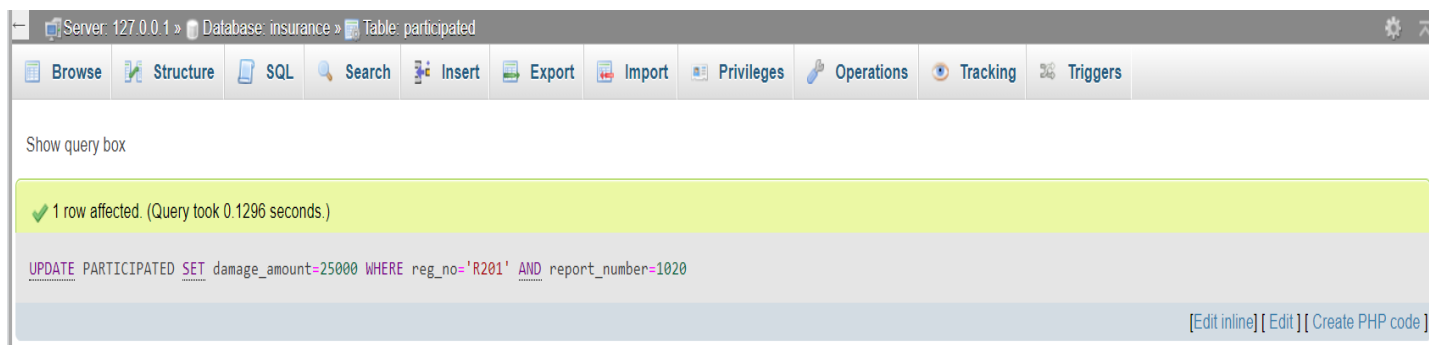 Server: 127.0.0.1 » Database: insurance » Table: participated
Browse Structure SQL Search Insert Export Import Privileges Operations Tracking Triggers
Show query box
1 row affected. (Query took 0.1296 seconds.)
UPDATE PARTICIPATED SET damage_amount=25000 WHERE reg_no='R201' AND report_number=1020
[Edit inline] [ Edit ] [ Create PHP code ]